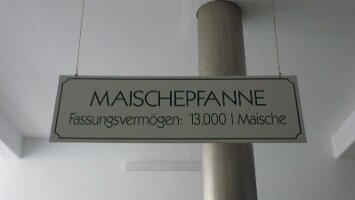 MAISCHEPFANNE
Fassungsvermögen: 13.000 l Maische